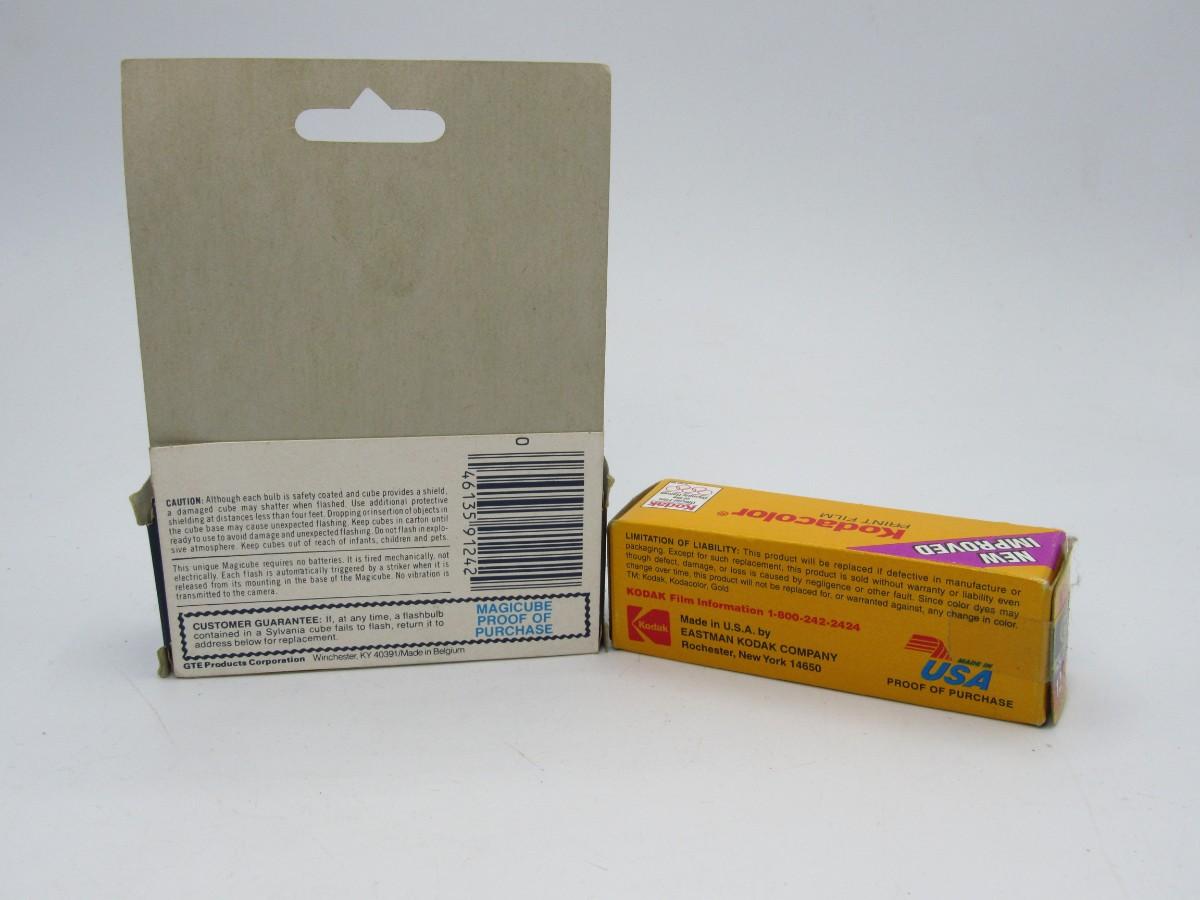 CAUTION: Although each bulb is safety coated and cube provides a shield,
a damaged cube may shatter when flashed. Use additional protective
shielding at distances less than four feet. Dropping or insertion of objects in
the cube base may cause unexpected flashing. Keep cubes in carton until
ready to use to avoid damage and unexpected flashing. Do not flash in explo-
sive atmosphere. Keep cubes out of reach of infants, children and pets.
This unique Magicube requires no batteries. It is fired mechanically, not
electrically. Each flash is automatically triggered by a striker when it is
released from its mounting in the base of the Magicube. No vibration is
transmitted to the camera.
0
46135 91242
CUSTOMER GUARANTEE: If, at any time, a flashbulb
contained in a Sylvania cube fails to flash, return it to
address below for replacement.
MAGICUBE
PROOF OF
PURCHASE
GTE Products Corporation Winchester, KY 40391/Made in Belgium
Kodak
Kodacolor®
PRINT FILM
NEW
IMPROVED
LIMITATION OF LIABILITY: This product will be replaced if defective in manufacture or
packaging. Except for such replacement, this product is sold without warranty or liability even
though defect, damage, or loss is caused by negligence or other fault. Since color dyes may
change over time, this product will not be replaced for, or warranted against, any change in color.
TM: Kodak, Kodacolor, Gold
KODAK Film Information 1-800-242-2424
Kodak
Made in U.S.A. by
EASTMAN KODAK COMPANY
Rochester, New York 14650
MADE IN
USA
PROOF OF PURCHASE